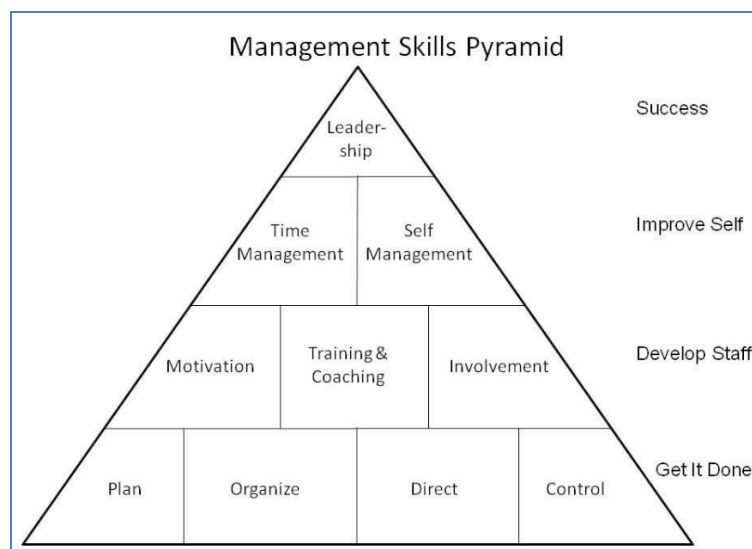 Management Skills Pyramid
Leader-
ship
Success
Time
Management
Self
Management
Improve Self
Motivation
Training &
Coaching
Involvement
Develop Staff
Plan
Organize
Direct
Control
Get It Done